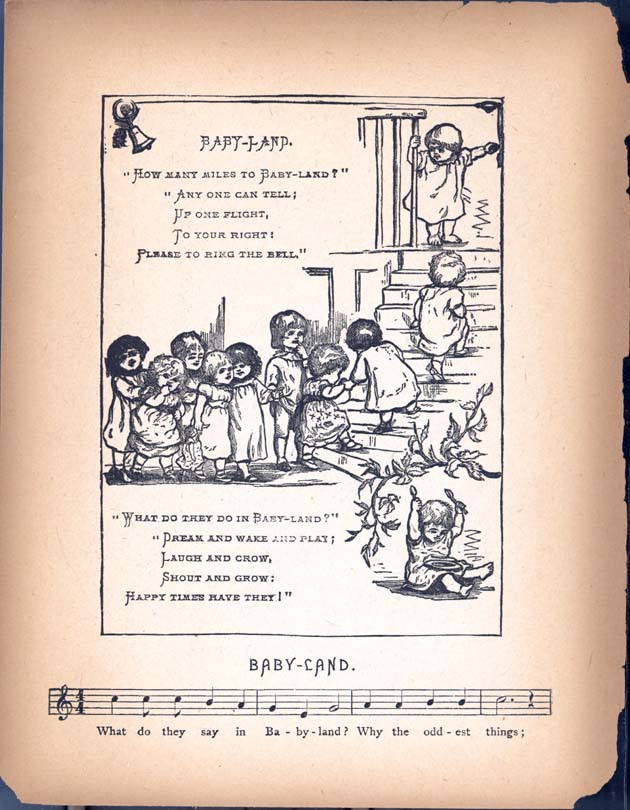 BABY-LAND.
"HOW MANY MILES TO BABY-LAND?"
"ANY ONE CAN TELL;
UP ONE FLIGHT,
TO YOUR RIGHT:
PLEASE TO RING THE BELL."
"WHAT DO THEY DO IN BABY-LAND?"
"DREAM AND WAKE AND PLAY;
LAUGH AND CROW,
SHOUT AND GROW:
HAPPY TIMES HAVE THEY!"
BABY-LAND.
4
4
What do they say in Ba - by-land? Why the odd - est things;